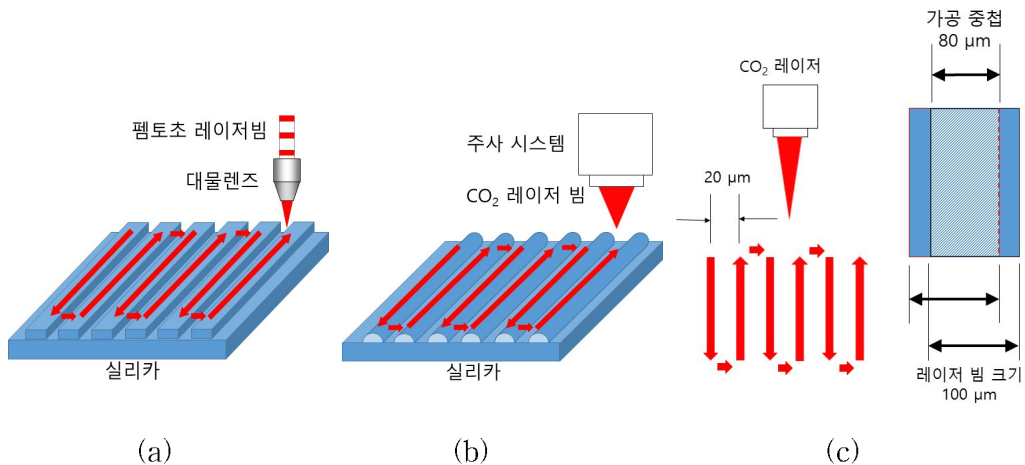 펨토초 레이저빔
대물렌즈
실리카
(a)
주사 시스템
CO₂ 레이저 빔
실리카
(b)
CO₂ 레이저
20 μm
가공 중첩
80 μm
레이저 빔 크기
100 μm
(c)